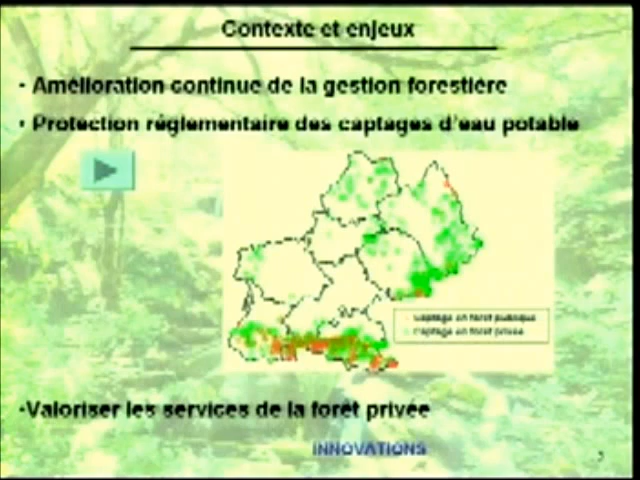 Contexte et enjeux
• Amélioration continue de la gestion forestière
• Protection réglementaire des captages d'eau potable
Captage en forêt publique
Captage en forêt privée
•Valoriser les services de la forêt privée
INNOVATIONS